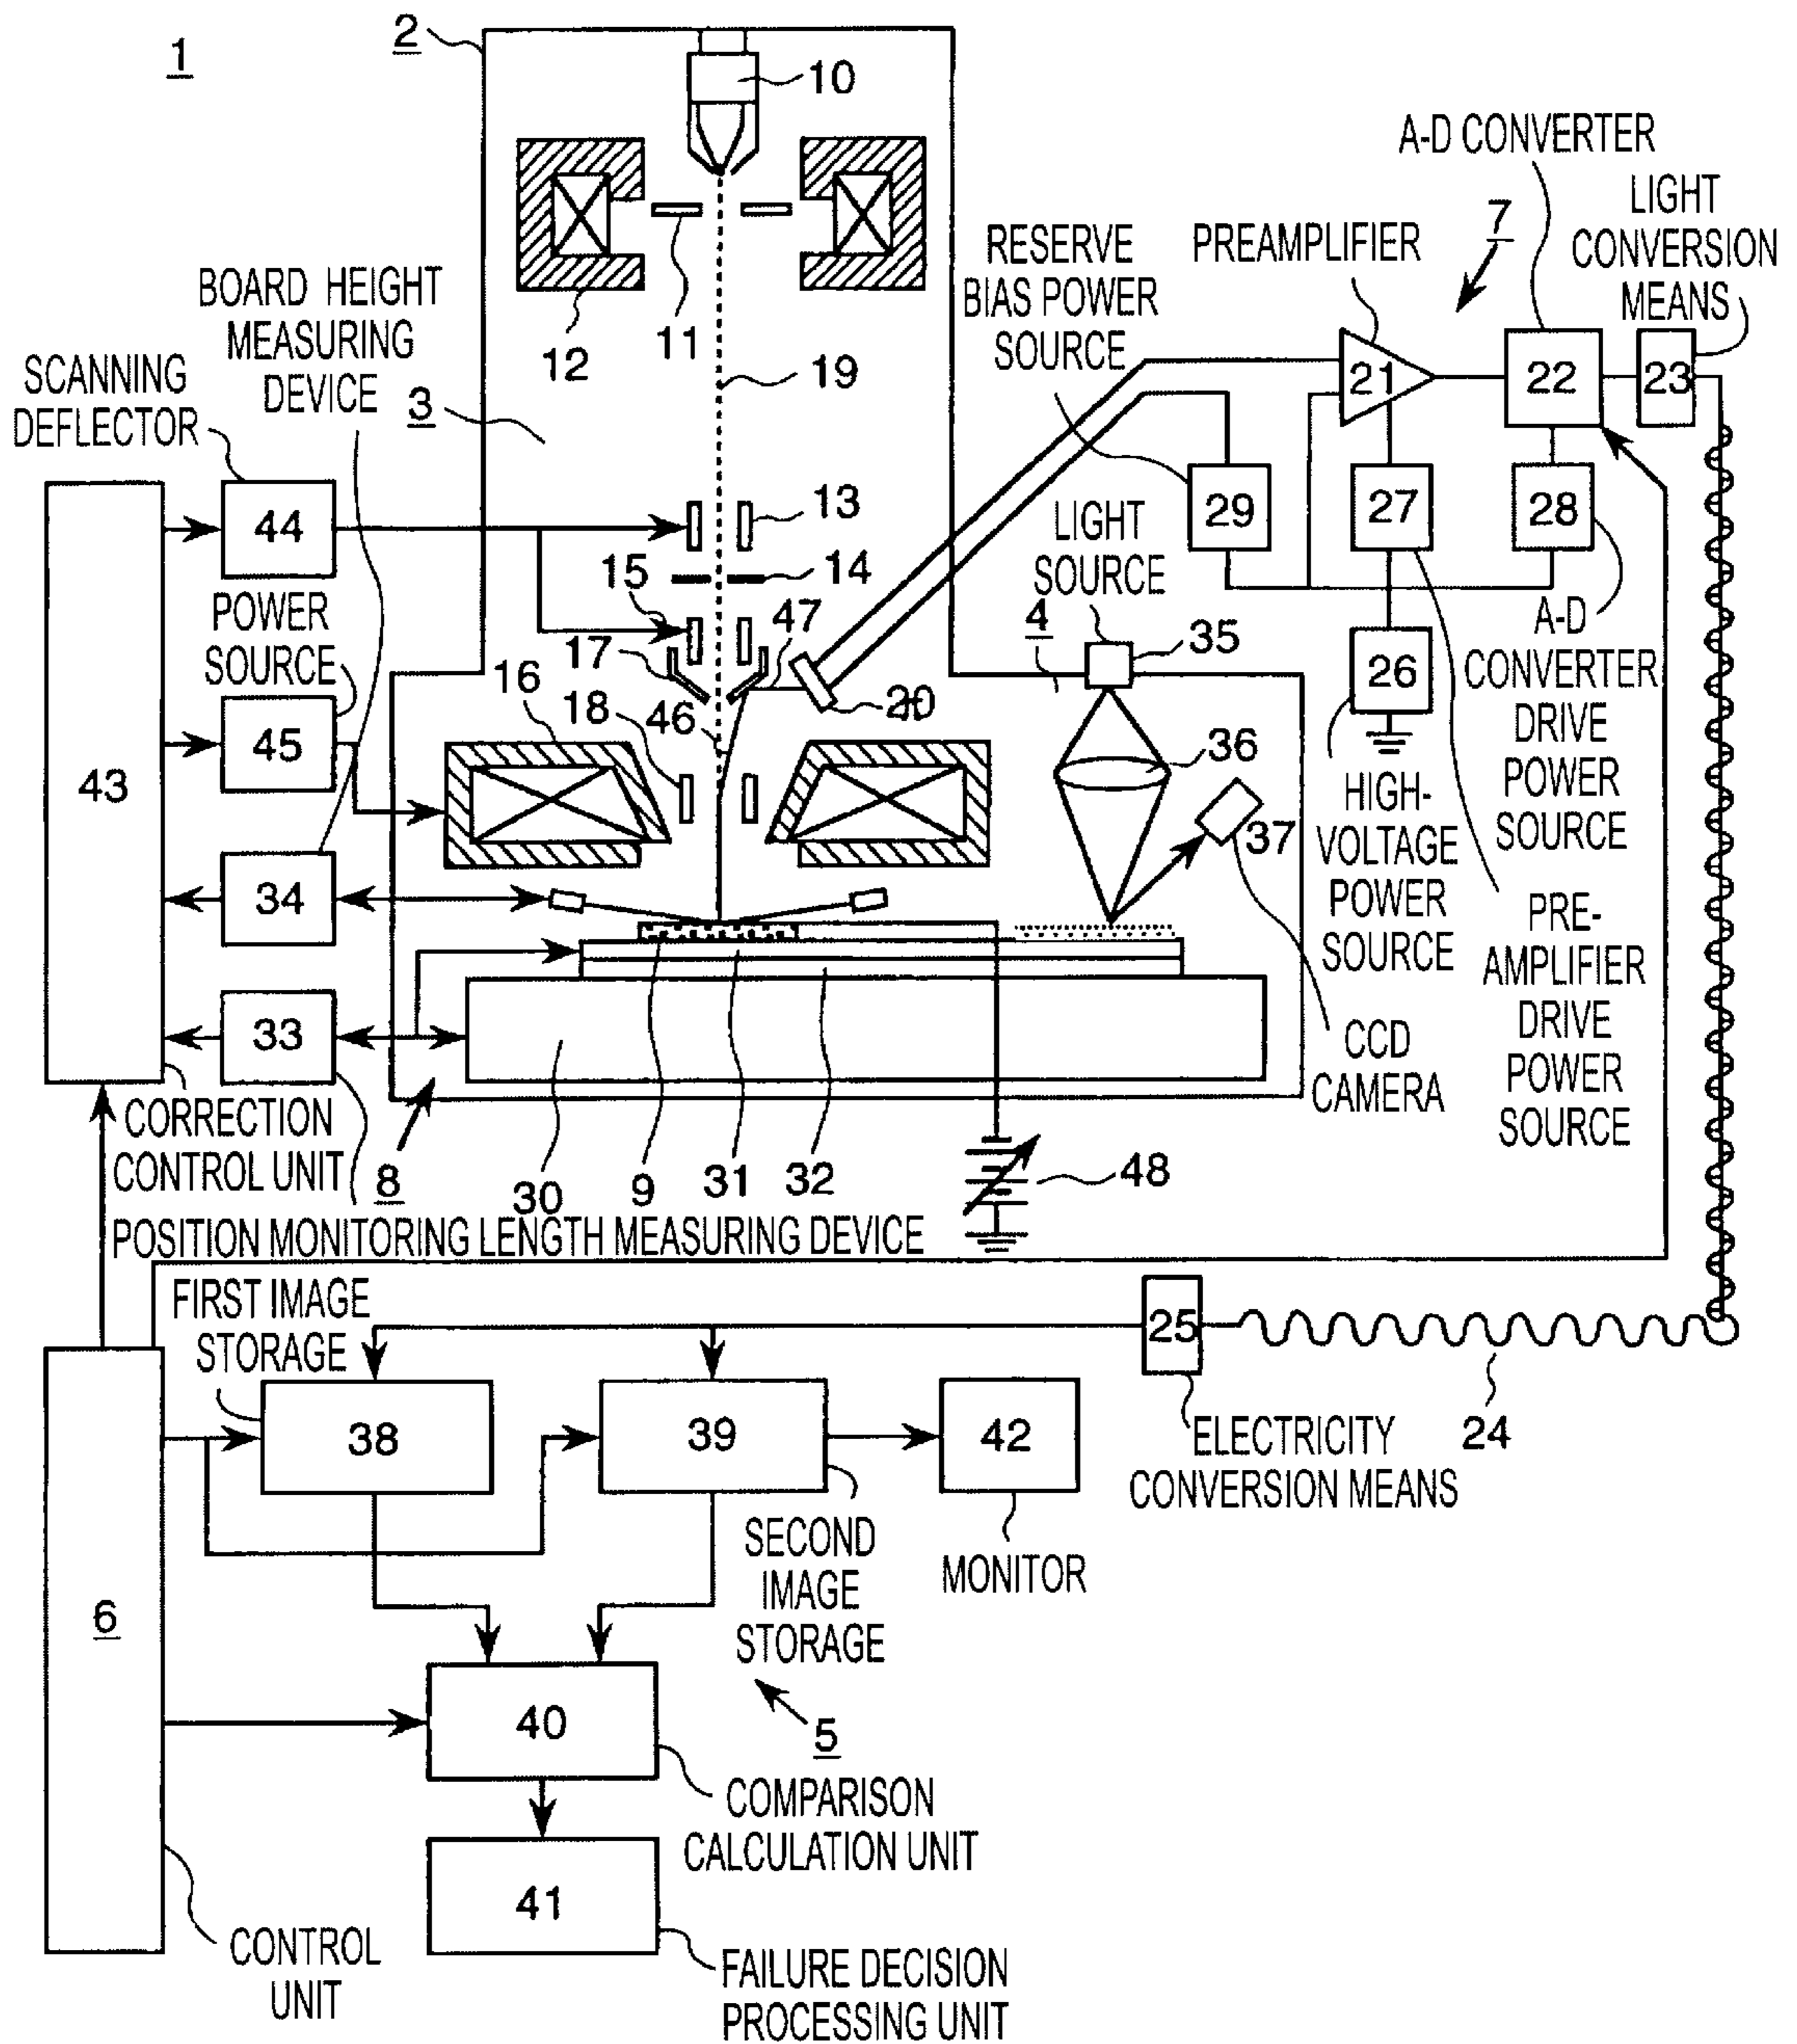 1
2
10
A-D CONVERTER
LIGHT
CONVERSION
MEANS
7
PREAMPLIFIER
RESERVE
BIAS POWER
SOURCE
BOARD HEIGHT
MEASURING
DEVICE
12
11
19
21
22
23
SCANNING
DEFLECTOR
3
44
13
LIGHT
SOURCE
29
27
28
15
14
POWER
SOURCE
17
47
4
35
26
A-D
CONVERTER
DRIVE
POWER
SOURCE
16
18
46
20
45
43
36
37
HIGH-
VOLTAGE
POWER
SOURCE
34
PRE-
AMPLIFIER
DRIVE
POWER
SOURCE
33
CCD
CAMERA
CORRECTION
CONTROL UNIT
8
30
9
31
32
48
POSITION MONITORING LENGTH MEASURING DEVICE
FIRST IMAGE
STORAGE
25
24
38
39
42
ELECTRICITY
CONVERSION MEANS
SECOND
IMAGE
STORAGE
MONITOR
6
40
5
COMPARISON
CALCULATION UNIT
41
CONTROL
UNIT
FAILURE DECISION
PROCESSING UNIT